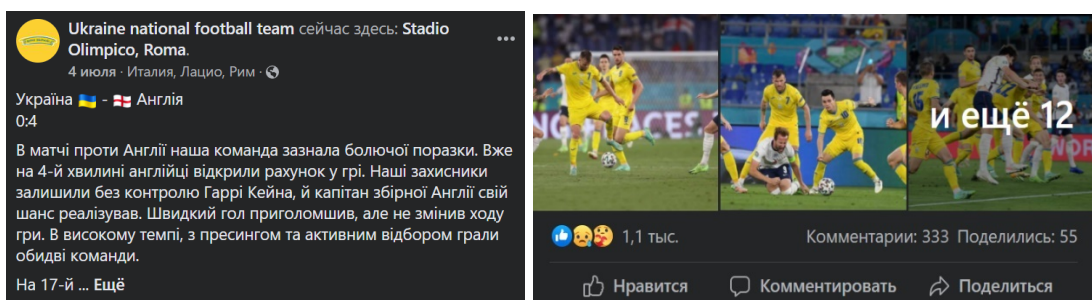 Ukraine national football team сейчас здесь: Stadio
Olimpico, Roma.
4 июля · Италия, Лацио, Рим ·
Україна 🇺🇦 - 🏴󠁧󠁢󠁥󠁮󠁧󠁿 Англія
0:4
В матчі проти Англії наша команда зазнала болючої поразки. Вже
на 4-й хвилині англійці відкрили рахунок у грі. Наші захисники
залишили без контролю Гаррі Кейна, й капітан збірної Англії свій
шанс реалізував. Швидкий гол приголомшив, але не змінив ходу
гри. В високому темпі, з пресингом та активним відбором грали
обидві команди.
На 17-й ... Ещё
и ещё 12
1,1 тыс.
Комментарии: 333 Поделились: 55
Нравится Комментировать Поделиться